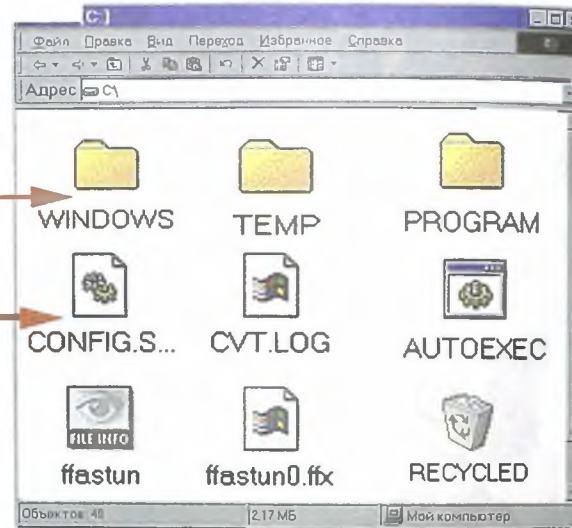 C:]
Файл Правка Вид Переход Избранное Справка
Адрес C:\
WINDOWS TEMP PROGRAM
CONFIG.S... CVT.LOG AUTOEXEC
FILE INFO
ffastun ffastun0.ffx RECYCLED
Объектов: 40 2,17 МБ Мой компьютер